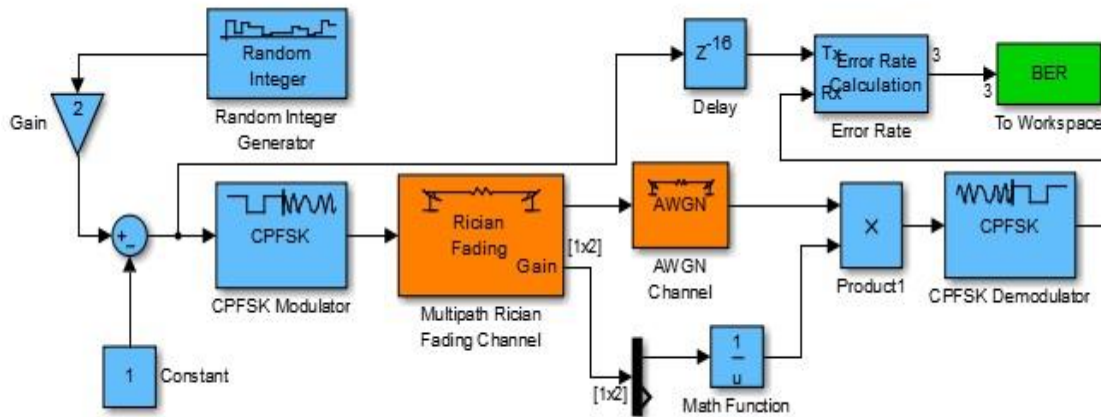 Random
Integer
Random Integer
Generator
2
Gain
+
-
1
Constant
CPFSK
CPFSK Modulator
Rician
Fading
Gain
[1x2]
Multipath Rician
Fading Channel
[1x2]
AWGN
AWGN
Channel
1
u
Math Function
Z-16
Delay
Tx
Rx
Error Rate
Calculation
3
Error Rate
3
BER
To Workspace
X
Product1
CPFSK
CPFSK Demodulator